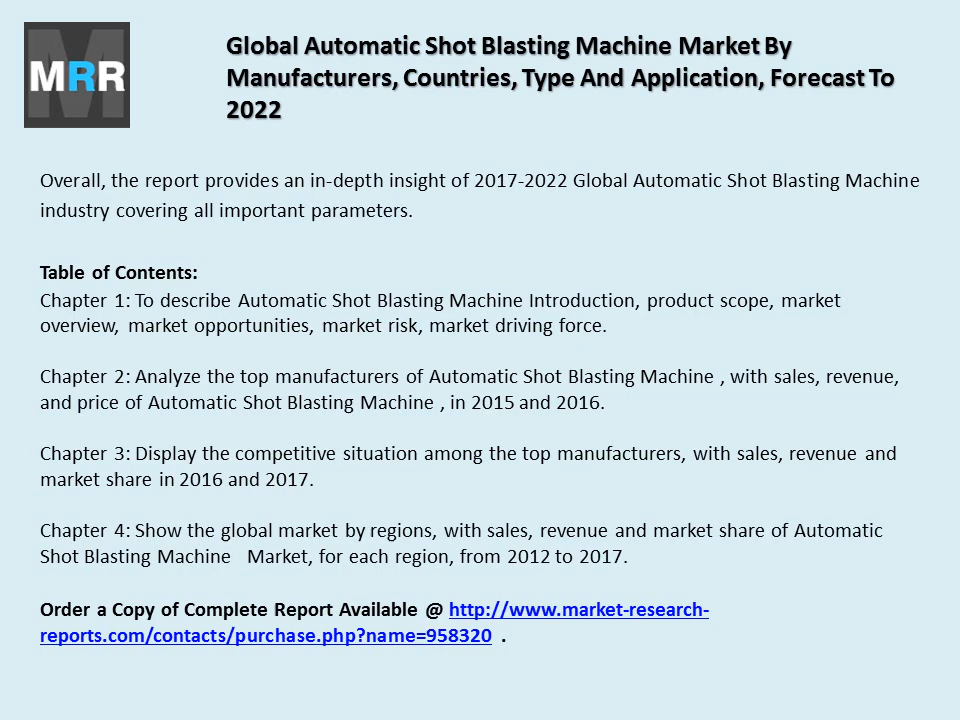 MRR
Global Automatic Shot Blasting Machine Market By
Manufacturers, Countries, Type And Application, Forecast To
2022
Overall, the report provides an in-depth insight of 2017-2022 Global Automatic Shot Blasting Machine
industry covering all important parameters.
Table of Contents:
Chapter 1: To describe Automatic Shot Blasting Machine Introduction, product scope, market
overview, market opportunities, market risk, market driving force.
Chapter 2: Analyze the top manufacturers of Automatic Shot Blasting Machine , with sales, revenue,
and price of Automatic Shot Blasting Machine , in 2015 and 2016.
Chapter 3: Display the competitive situation among the top manufacturers, with sales, revenue and
market share in 2016 and 2017.
Chapter 4: Show the global market by regions, with sales, revenue and market share of Automatic
Shot Blasting Machine   Market, for each region, from 2012 to 2017.
Order a Copy of Complete Report Available @ http://www.market-research-
reports.com/contacts/purchase.php?name=958320 .